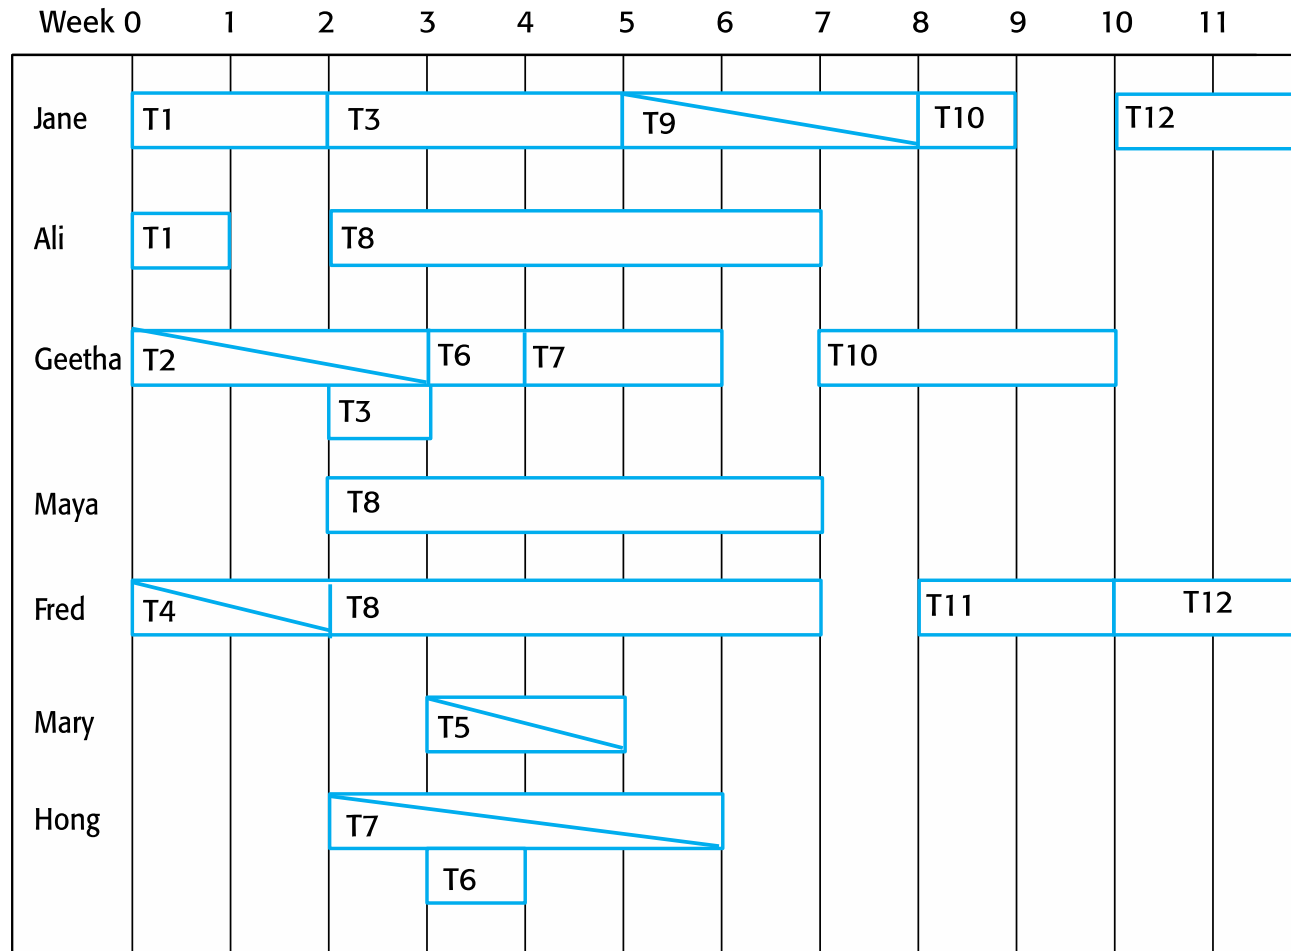 Week 0 1 2 3 4 5 6 7 8 9 10 11
Jane T1 T3 T9 T10 T12
Ali T1 T8
Geetha T2 T6 T7 T10
T3
Maya T8
Fred T4 T8 T11 T12
Mary T5
Hong T7
T6